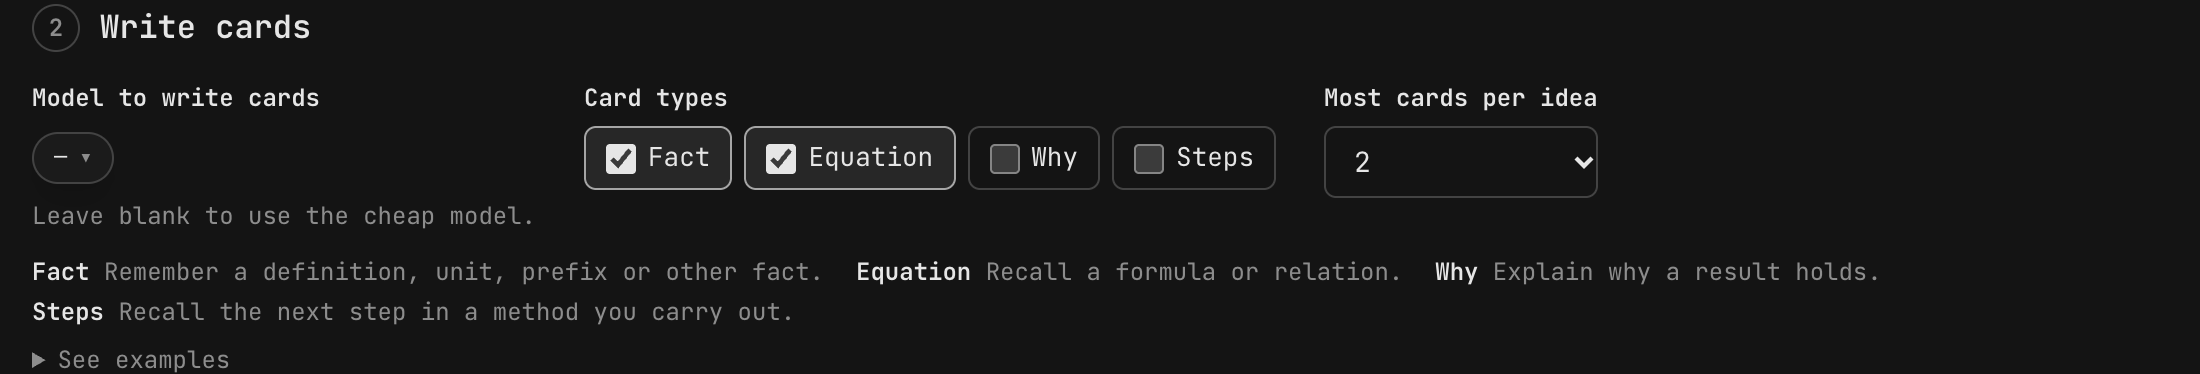 2 Write cards
Model to write cards
Card types
Most cards per idea
— ▾
Fact
Equation
Why
Steps
2
Leave blank to use the cheap model.
Fact Remember a definition, unit, prefix or other fact. Equation Recall a formula or relation. Why Explain why a result holds.
Steps Recall the next step in a method you carry out.
▶ See examples